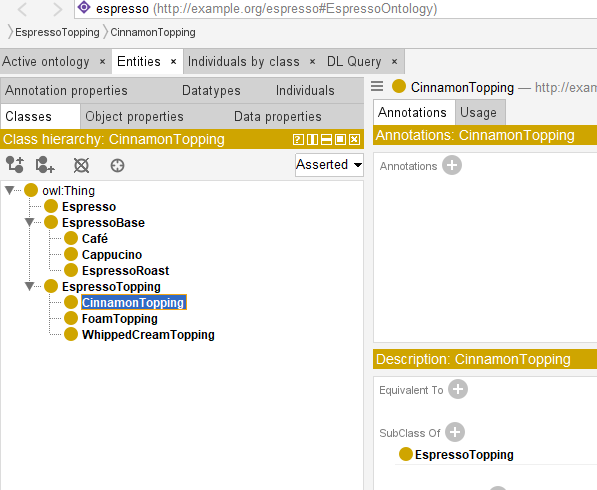 espresso (http://example.org/espresso#EspressoOntology)
EspressoTopping CinnamonTopping
Active ontology × Entities × Individuals by class × DL Query ×
Annotation properties Datatypes Individuals
Classes Object properties Data properties
Class hierarchy: CinnamonTopping
Asserted
owl:Thing
Espresso
EspressoBase
Café
Cappucino
EspressoRoast
EspressoTopping
CinnamonTopping
FoamTopping
WhippedCreamTopping
CinnamonTopping — http://exam
Annotations Usage
Annotations: CinnamonTopping
Annotations
Description: CinnamonTopping
Equivalent To
SubClass Of
EspressoTopping